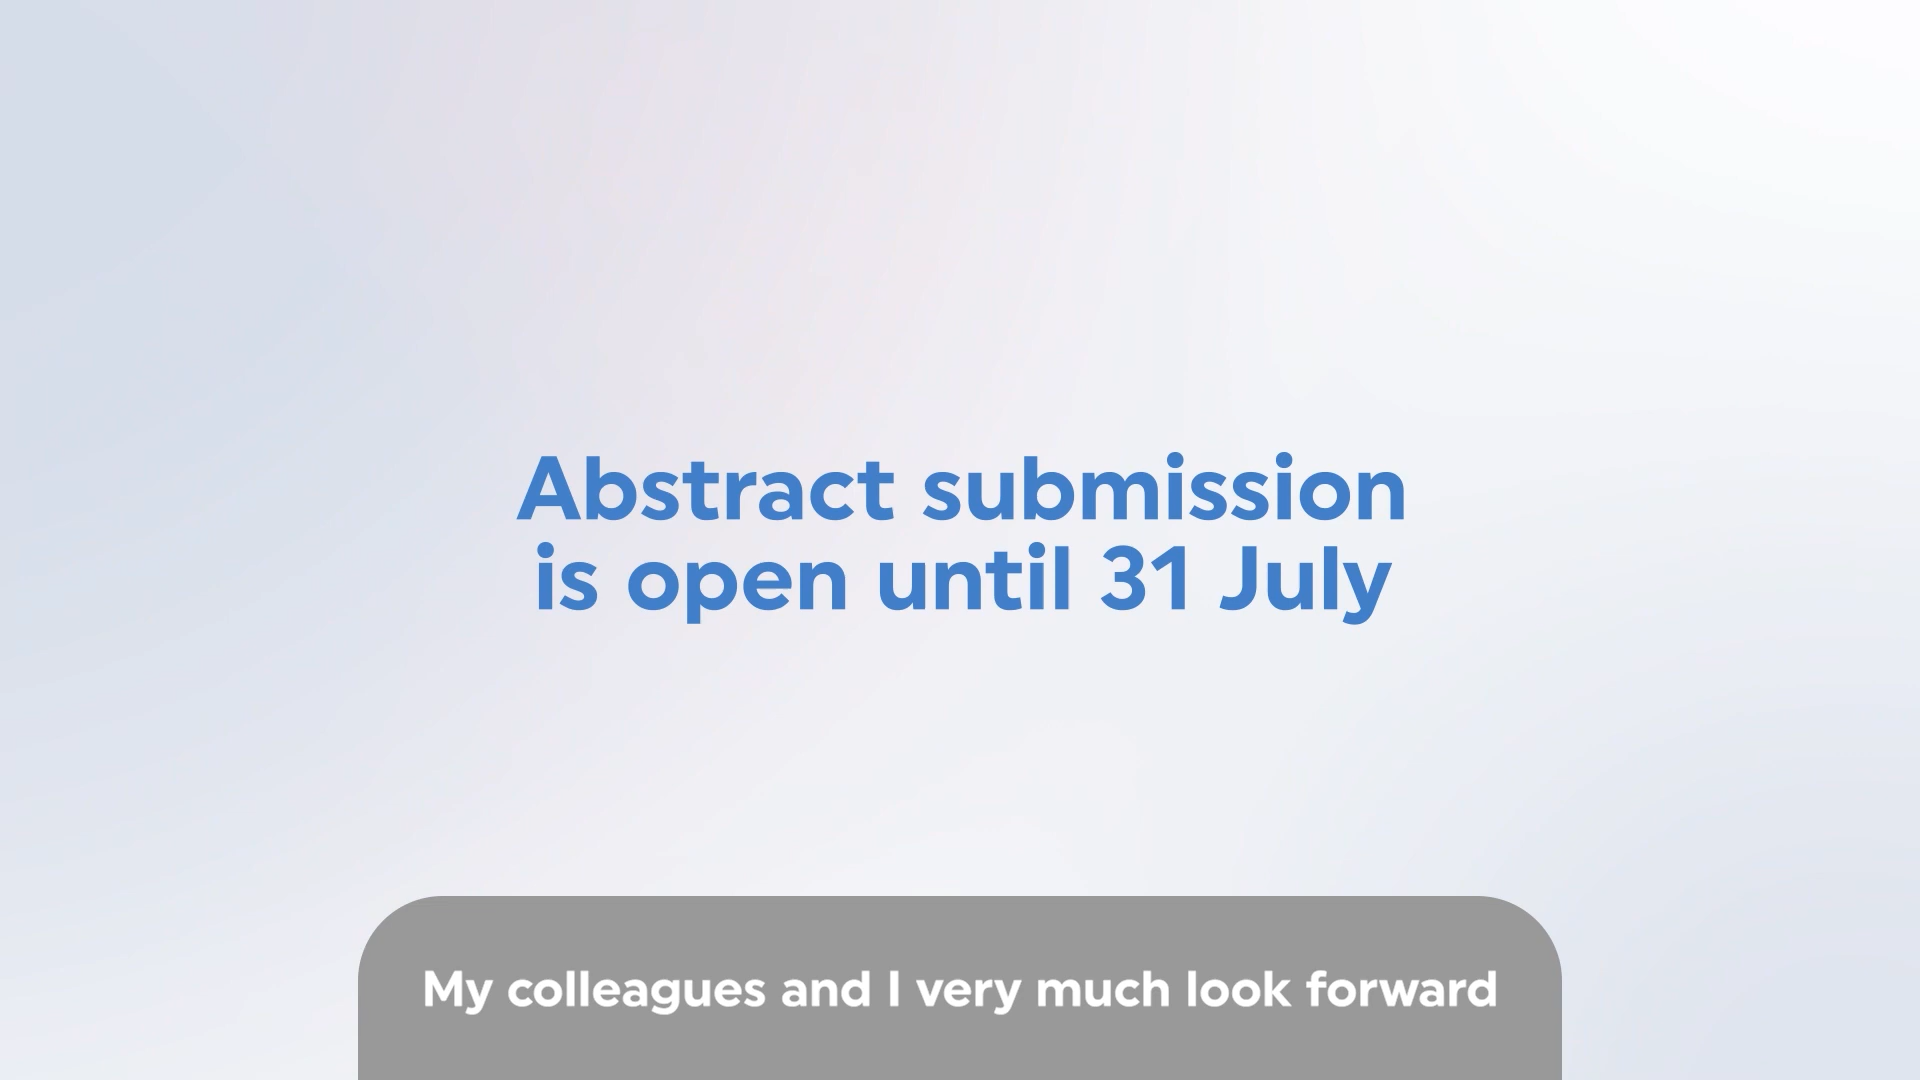 Abstract submission
is open until 31 July
My colleagues and I very much look forward